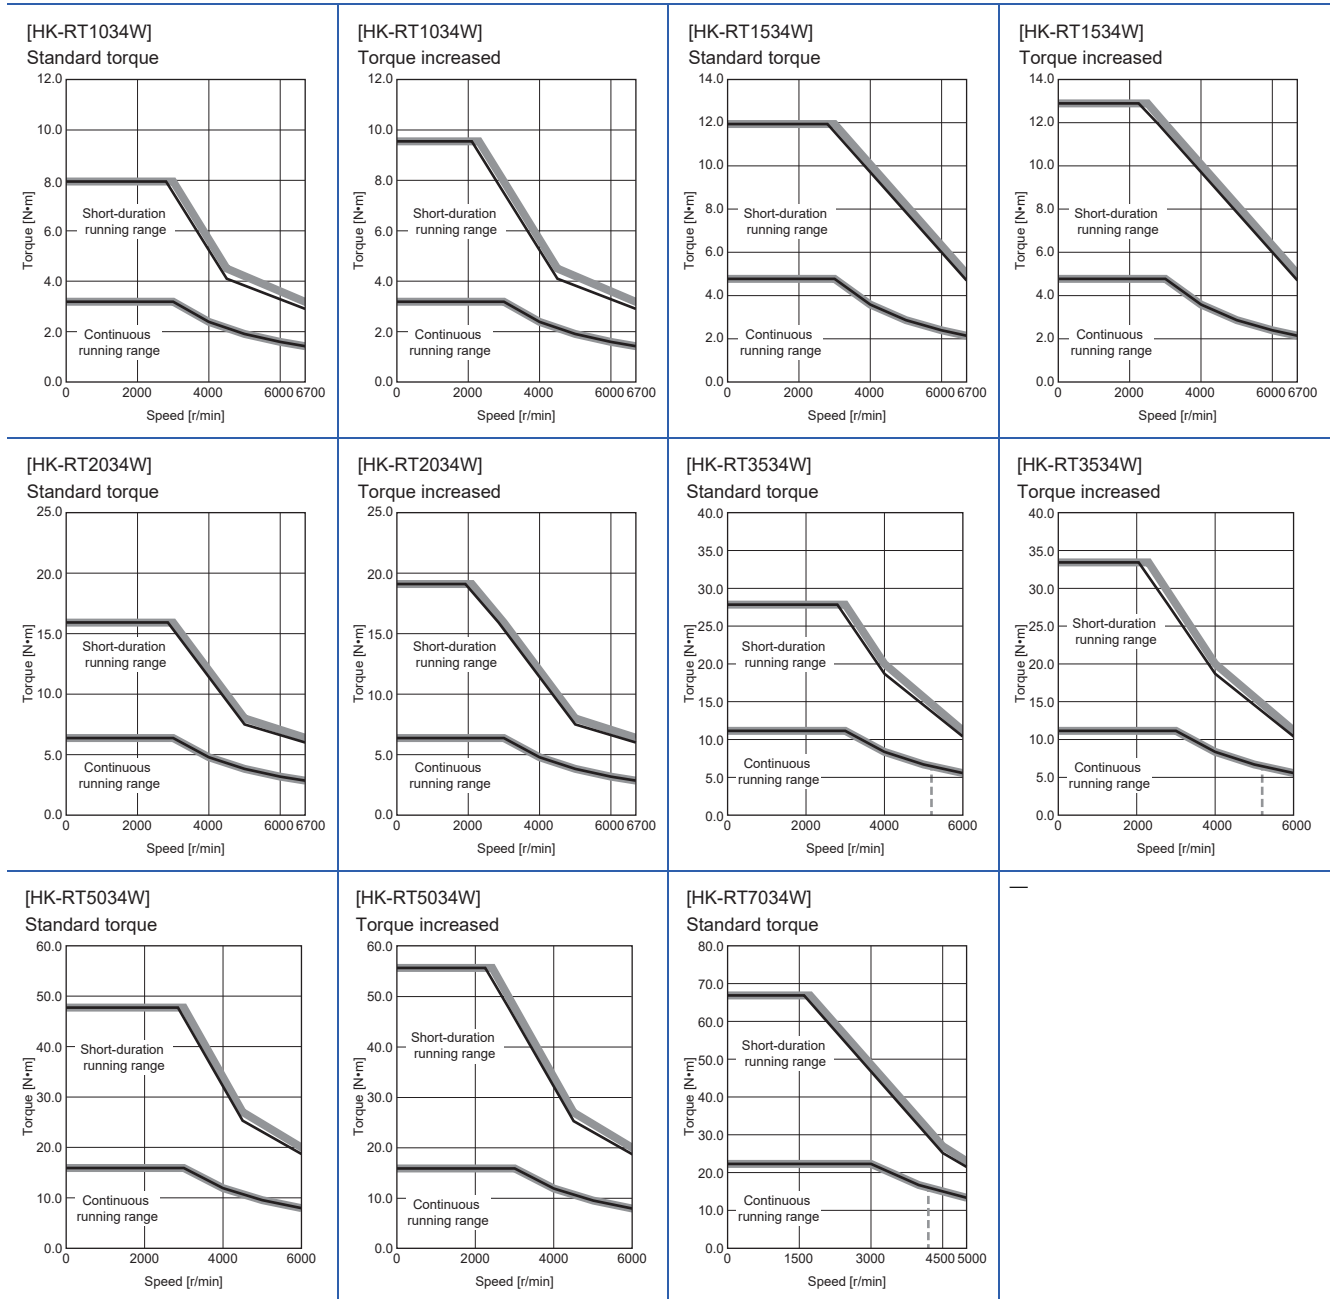 [HK-RT1034W]
Standard torque
12.0
10.0
8.0
6.0
4.0
2.0
0.0
Torque [N•m]
Short-duration
running range
Continuous
running range
0 2000 4000 6000 6700
Speed [r/min]
[HK-RT1034W]
Torque increased
12.0
10.0
8.0
6.0
4.0
2.0
0.0
Torque [N•m]
Short-duration
running range
Continuous
running range
0 2000 4000 6000 6700
Speed [r/min]
[HK-RT1534W]
Standard torque
14.0
12.0
10.0
8.0
6.0
4.0
2.0
0.0
Torque [N•m]
Short-duration
running range
Continuous
running range
0 2000 4000 6000 6700
Speed [r/min]
[HK-RT1534W]
Torque increased
14.0
12.0
10.0
8.0
6.0
4.0
2.0
0.0
Torque [N•m]
Short-duration
running range
Continuous
running range
0 2000 4000 6000 6700
Speed [r/min]
[HK-RT2034W]
Standard torque
25.0
20.0
15.0
10.0
5.0
0.0
Torque [N•m]
Short-duration
running range
Continuous
running range
0 2000 4000 6000 6700
Speed [r/min]
[HK-RT2034W]
Torque increased
25.0
20.0
15.0
10.0
5.0
0.0
Torque [N•m]
Short-duration
running range
Continuous
running range
0 2000 4000 6000 6700
Speed [r/min]
[HK-RT3534W]
Standard torque
40.0
35.0
30.0
25.0
20.0
15.0
10.0
5.0
0.0
Torque [N•m]
Short-duration
running range
Continuous
running range
0 2000 4000 6000
Speed [r/min]
[HK-RT3534W]
Torque increased
40.0
35.0
30.0
25.0
20.0
15.0
10.0
5.0
0.0
Torque [N•m]
Short-duration
running range
Continuous
running range
0 2000 4000 6000
Speed [r/min]
[HK-RT5034W]
Standard torque
60.0
50.0
40.0
30.0
20.0
10.0
0.0
Torque [N•m]
Short-duration
running range
Continuous
running range
0 2000 4000 6000
Speed [r/min]
[HK-RT5034W]
Torque increased
60.0
50.0
40.0
30.0
20.0
10.0
0.0
Torque [N•m]
Short-duration
running range
Continuous
running range
0 2000 4000 6000
Speed [r/min]
[HK-RT7034W]
Standard torque
80.0
70.0
60.0
50.0
40.0
30.0
20.0
10.0
0.0
Torque [N•m]
Short-duration
running range
Continuous
running range
0 1500 3000 4500 5000
Speed [r/min]
—